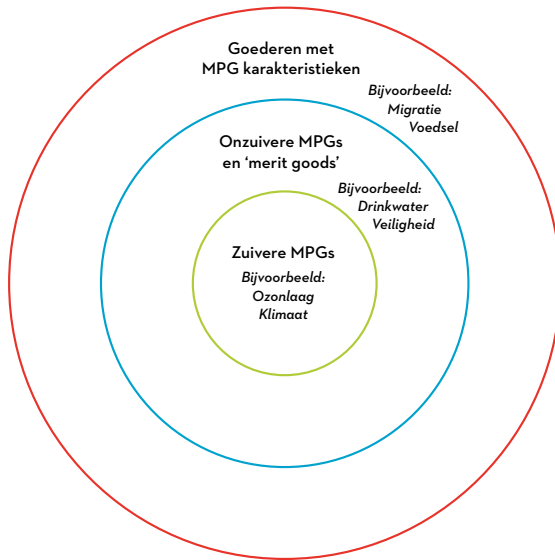 Goederen met
MPG karakteristieken
Bijvoorbeeld:
Migratie
Voedsel
Onzuivere MPGs
en ‘merit goods’
Bijvoorbeeld:
Drinkwater
Veiligheid
Zuivere MPGs
Bijvoorbeeld:
Ozonlaag
Klimaat